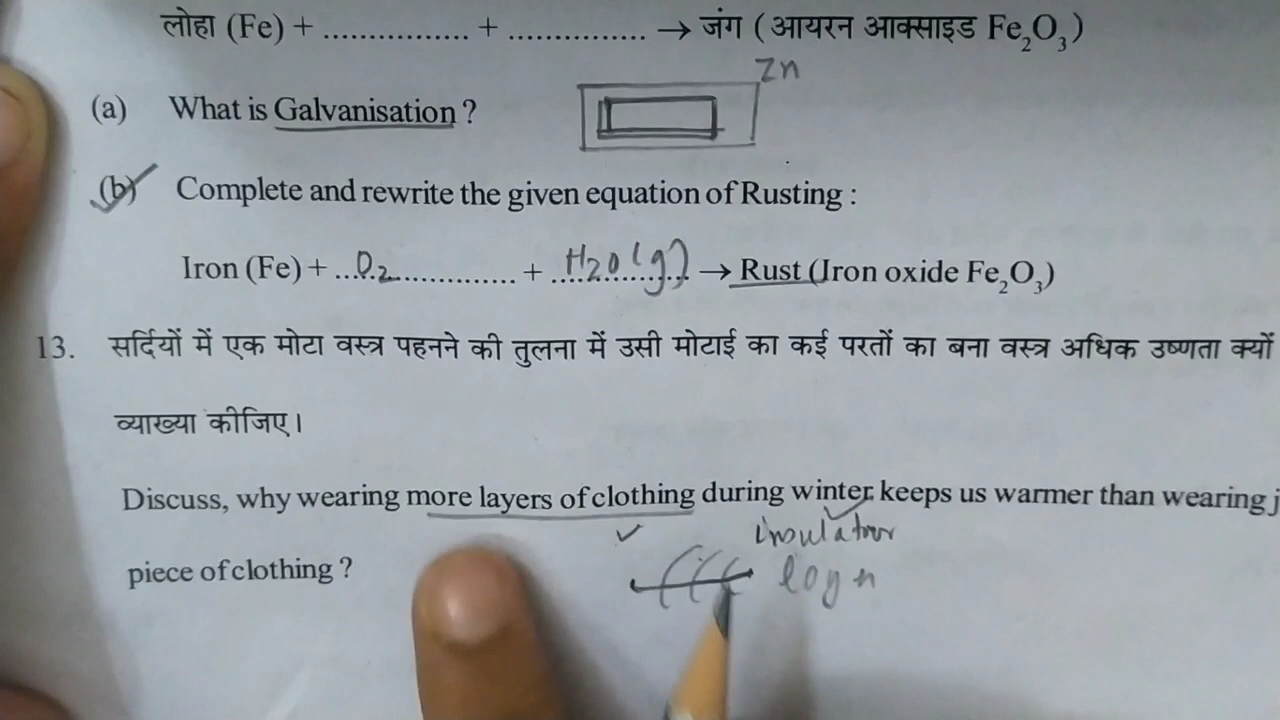 लोहा (Fe) + ................ + ............... → जंग ( आयरन आक्साइड Fe₂O₃)
Zn
(a) What is Galvanisation ?
(b) Complete and rewrite the given equation of Rusting :
Iron (Fe) + ...O2............. + ...H2O(g)... → Rust (Iron oxide Fe₂O₃)
13. सर्दियों में एक मोटा वस्त्र पहनने की तुलना में उसी मोटाई का कई परतों का बना वस्त्र अधिक उष्णता क्यों
व्याख्या कीजिए।
Discuss, why wearing more layers of clothing during winter keeps us warmer than wearing j
insulator
piece of clothing ?